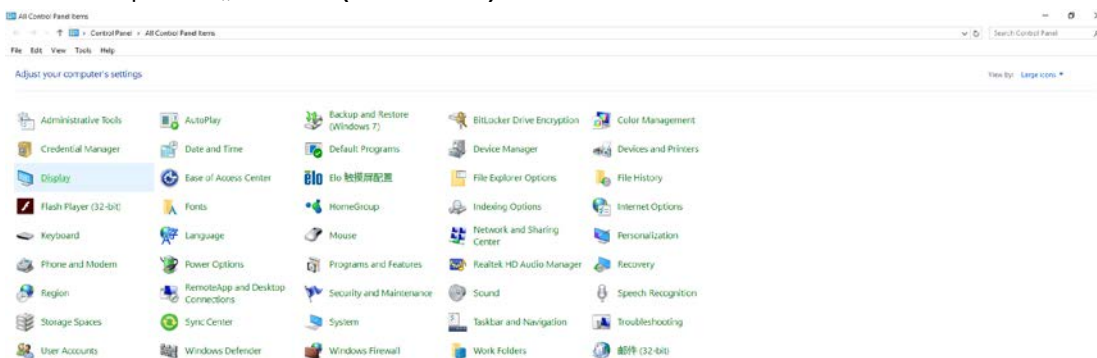 All Control Panel Items
Control Panel › All Control Panel Items
Search Control Panel
File Edit View Tools Help
Adjust your computer's settings
View by: Large icons
Administrative Tools
AutoPlay
Backup and Restore
(Windows 7)
BitLocker Drive Encryption
Color Management
Credential Manager
Date and Time
Default Programs
Device Manager
Devices and Printers
Display
Ease of Access Center
elo Elo 触摸屏配置
File Explorer Options
File History
Flash Player (32-bit)
Fonts
HomeGroup
Indexing Options
Internet Options
Keyboard
Language
Mouse
Network and Sharing
Center
Personalization
Phone and Modem
Power Options
Programs and Features
Realtek HD Audio Manager
Recovery
Region
RemoteApp and Desktop
Connections
Security and Maintenance
Sound
Speech Recognition
Storage Spaces
Sync Center
System
Taskbar and Navigation
Troubleshooting
User Accounts
Windows Defender
Windows Firewall
Work Folders
邮件 (32-bit)